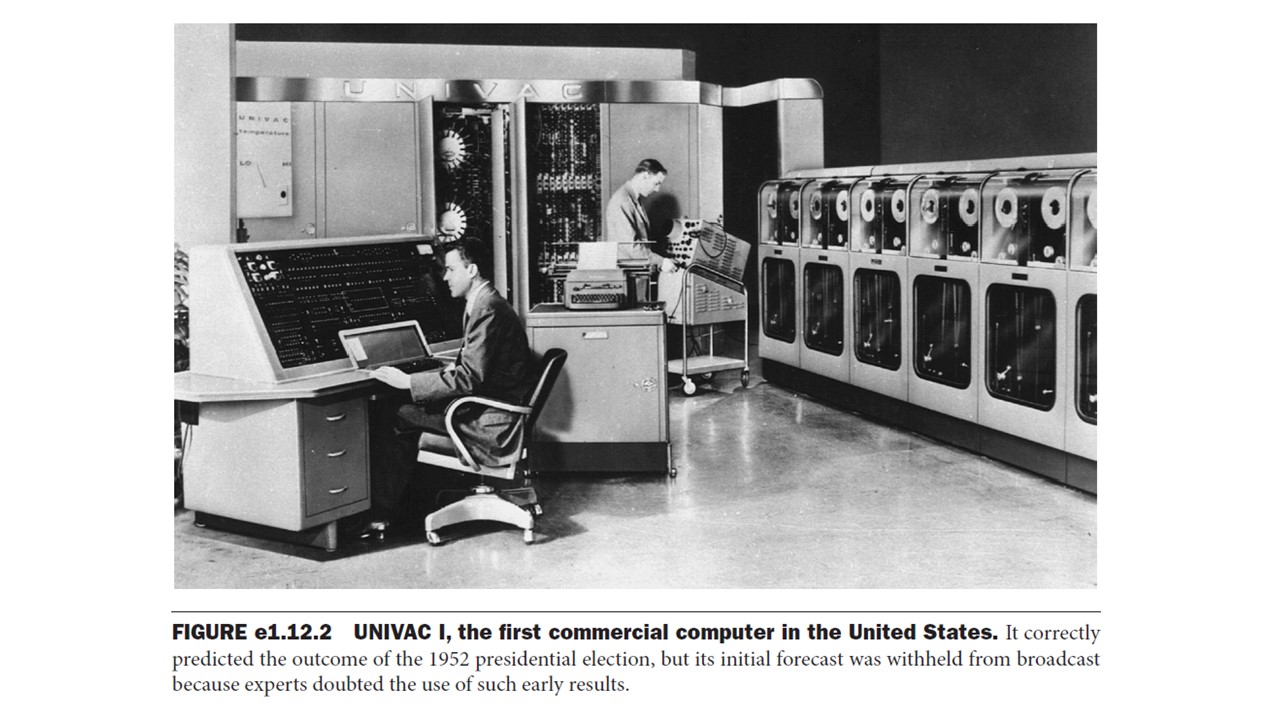 UNIVAC
UNIVAC
temperature
LO HI
FIGURE e1.12.2 UNIVAC I, the first commercial computer in the United States. It correctly
predicted the outcome of the 1952 presidential election, but its initial forecast was withheld from broadcast
because experts doubted the use of such early results.